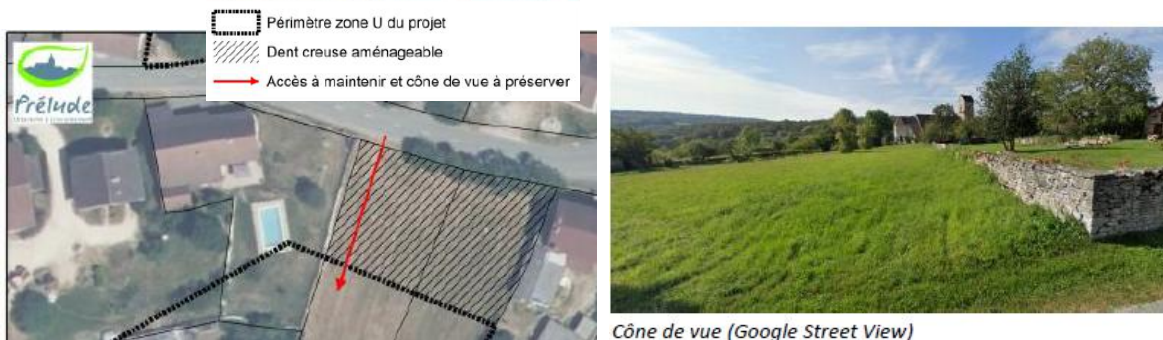 Périmètre zone U du projet
Dent creuse aménageable
Accès à maintenir et cône de vue à préserver
Prélude
Cône de vue (Google Street View)